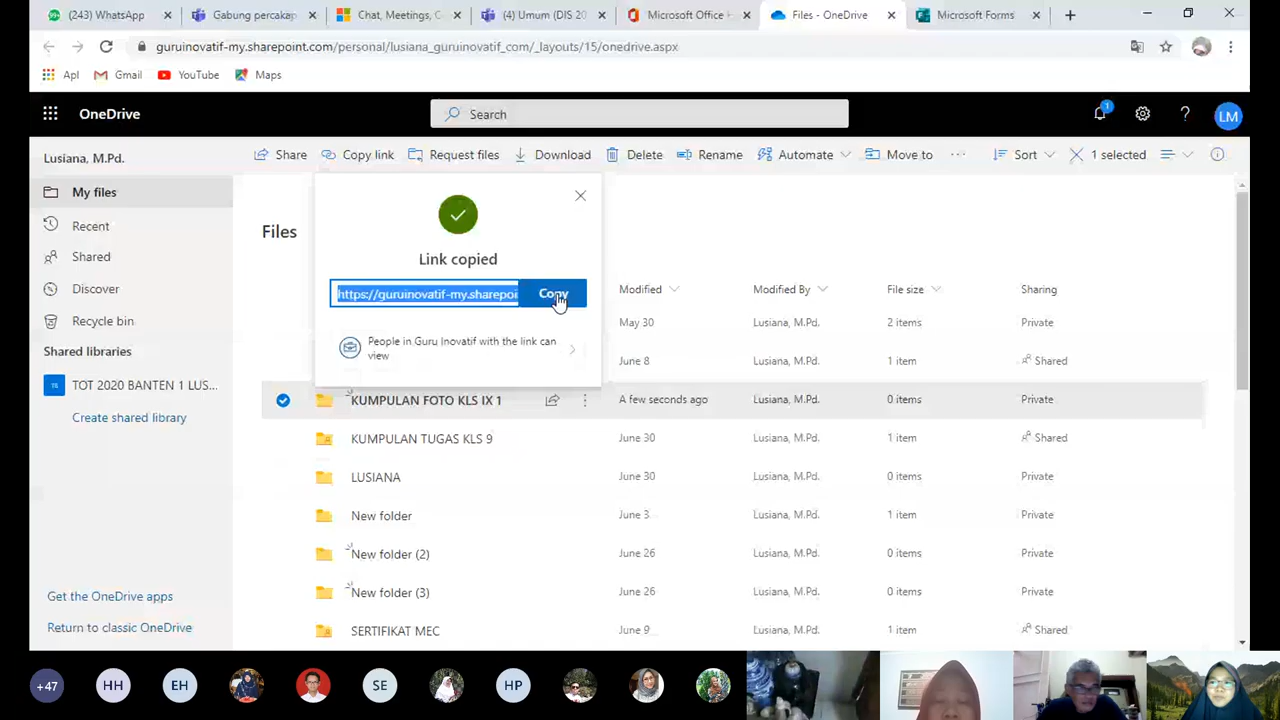 (243) WhatsApp
Gabung percakap
Chat, Meetings, C
(4) Umum (DIS 20
Microsoft Office H
Files - OneDrive
Microsoft Forms
guruinovatif-my.sharepoint.com/personal/lusiana_guruinovatif_com/_layouts/15/onedrive.aspx
Apl
Gmail
YouTube
Maps
OneDrive
Search
1
LM
Lusiana, M.Pd.
Share
Copy link
Request files
Download
Delete
Rename
Automate
Move to
Sort
1 selected
My files
Recent
Shared
Discover
Recycle bin
Shared libraries
TOT 2020 BANTEN 1 LUS...
Create shared library
Get the OneDrive apps
Return to classic OneDrive
Files
Link copied
https://guruinovatif-my.sharepoi
Copy
People in Guru Inovatif with the link can
view
Modified
Modified By
File size
Sharing
May 30
Lusiana, M.Pd.
2 items
Private
June 8
Lusiana, M.Pd.
1 item
Shared
KUMPULAN FOTO KLS IX 1
A few seconds ago
Lusiana, M.Pd.
0 items
Private
KUMPULAN TUGAS KLS 9
June 30
Lusiana, M.Pd.
1 item
Shared
LUSIANA
June 30
Lusiana, M.Pd.
0 items
Private
New folder
June 3
Lusiana, M.Pd.
1 item
Private
New folder (2)
June 26
Lusiana, M.Pd.
0 items
Private
New folder (3)
June 26
Lusiana, M.Pd.
0 items
Private
SERTIFIKAT MEC
June 9
Lusiana, M.Pd.
1 item
Shared
+47
HH
EH
SE
HP